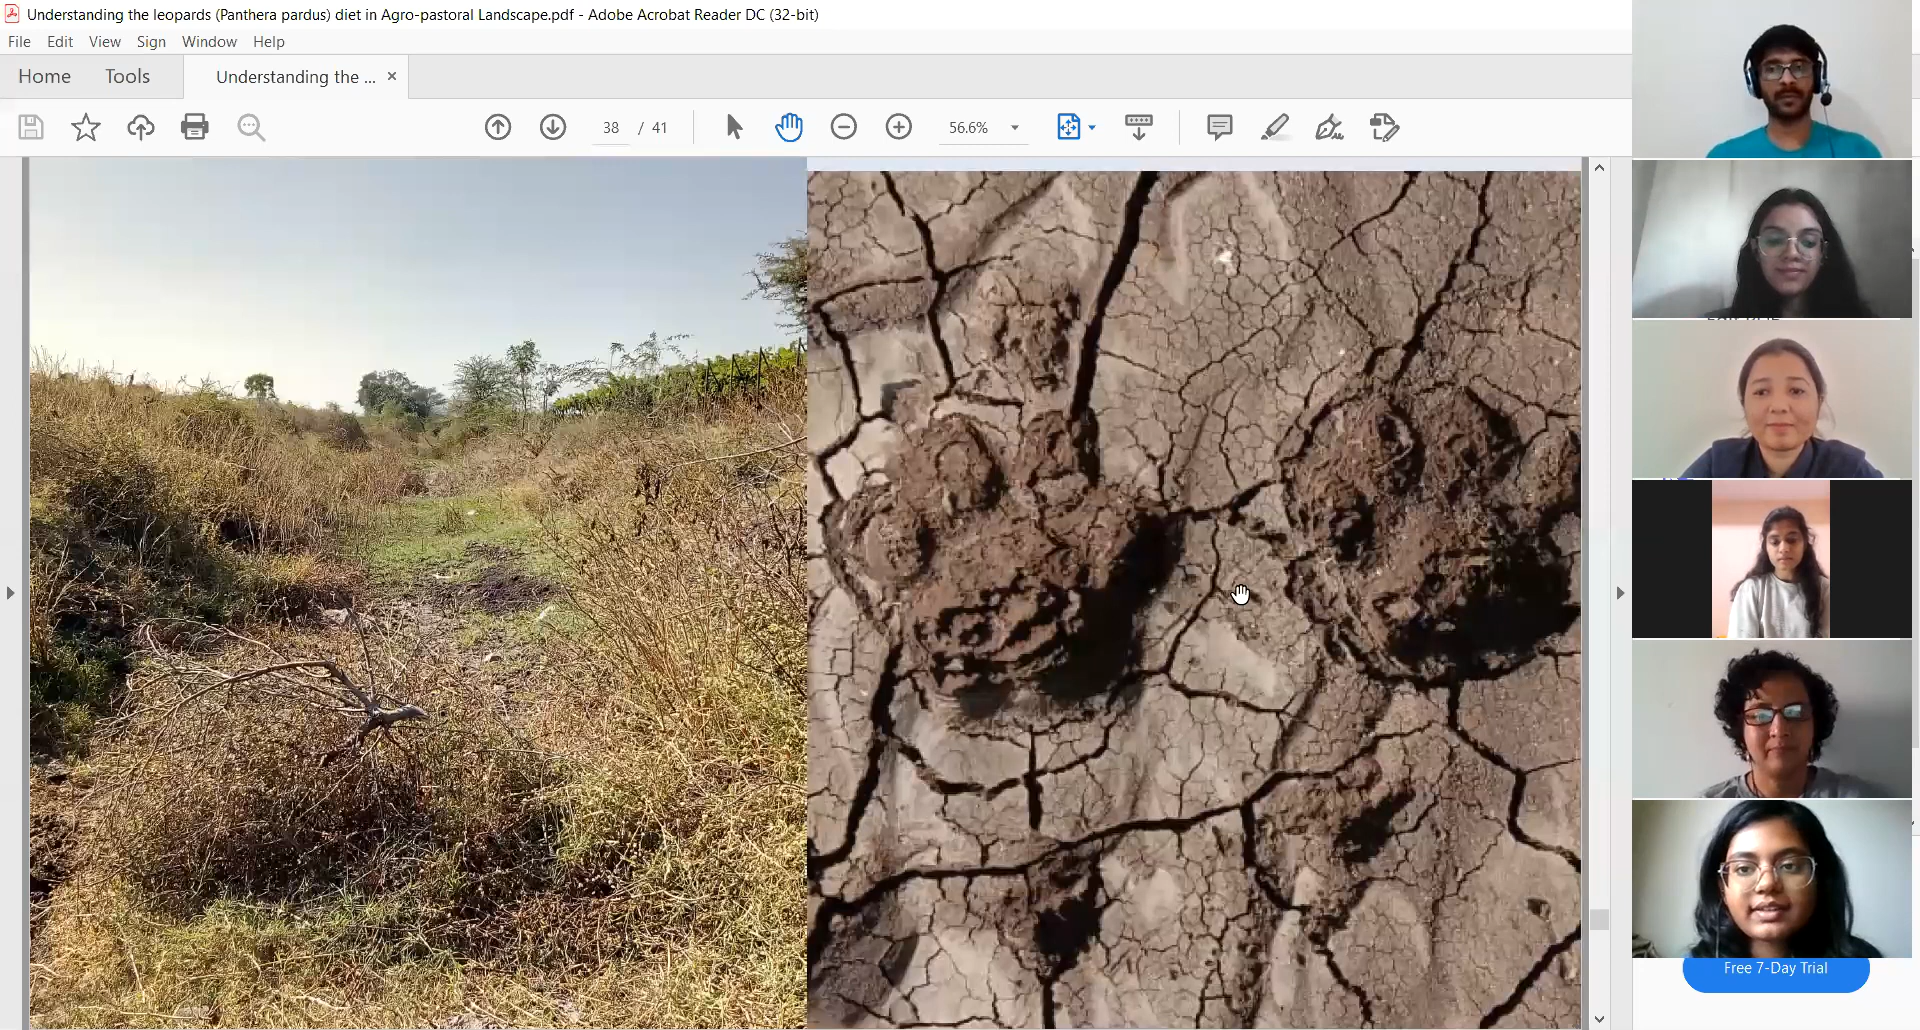 Understanding the leopards (Panthera pardus) diet in Agro-pastoral Landscape.pdf - Adobe Acrobat Reader DC (32-bit)
File Edit View Sign Window Help
Home Tools Understanding the ... ×
38 / 41 56.6%
Free 7-Day Trial